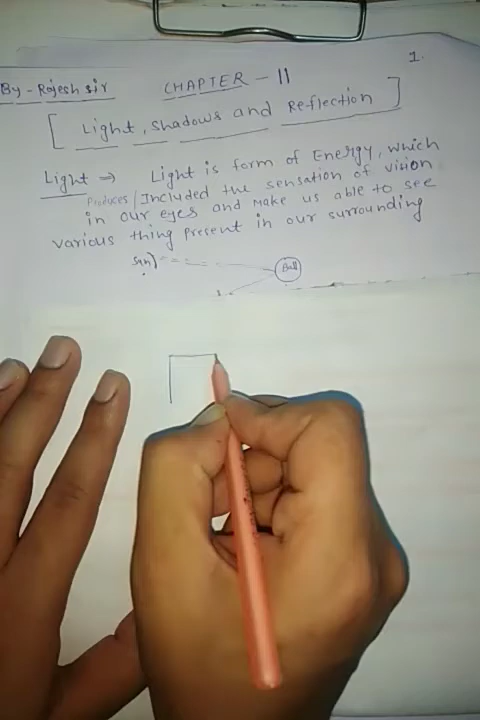 1.
By - Rajesh sir
CHAPTER - 11
[ Light, Shadows and Reflection ]
Light ⇒ Light is form of Energy, which
Produces / Included the sensation of vision
in our eyes and make us able to see
various thing present in our surrounding
Sun
Ball